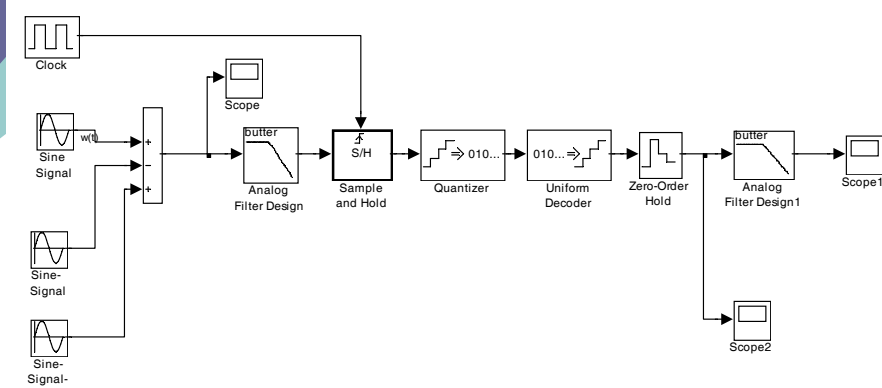 Clock
Scope
w(t)
Sine
Signal
+
−
+
Sine-
Signal
Sine-
Signal-
butter
Analog
Filter Design
S/H
Sample
and Hold
010...
Quantizer
010...
Uniform
Decoder
Zero-Order
Hold
butter
Analog
Filter Design1
Scope1
Scope2